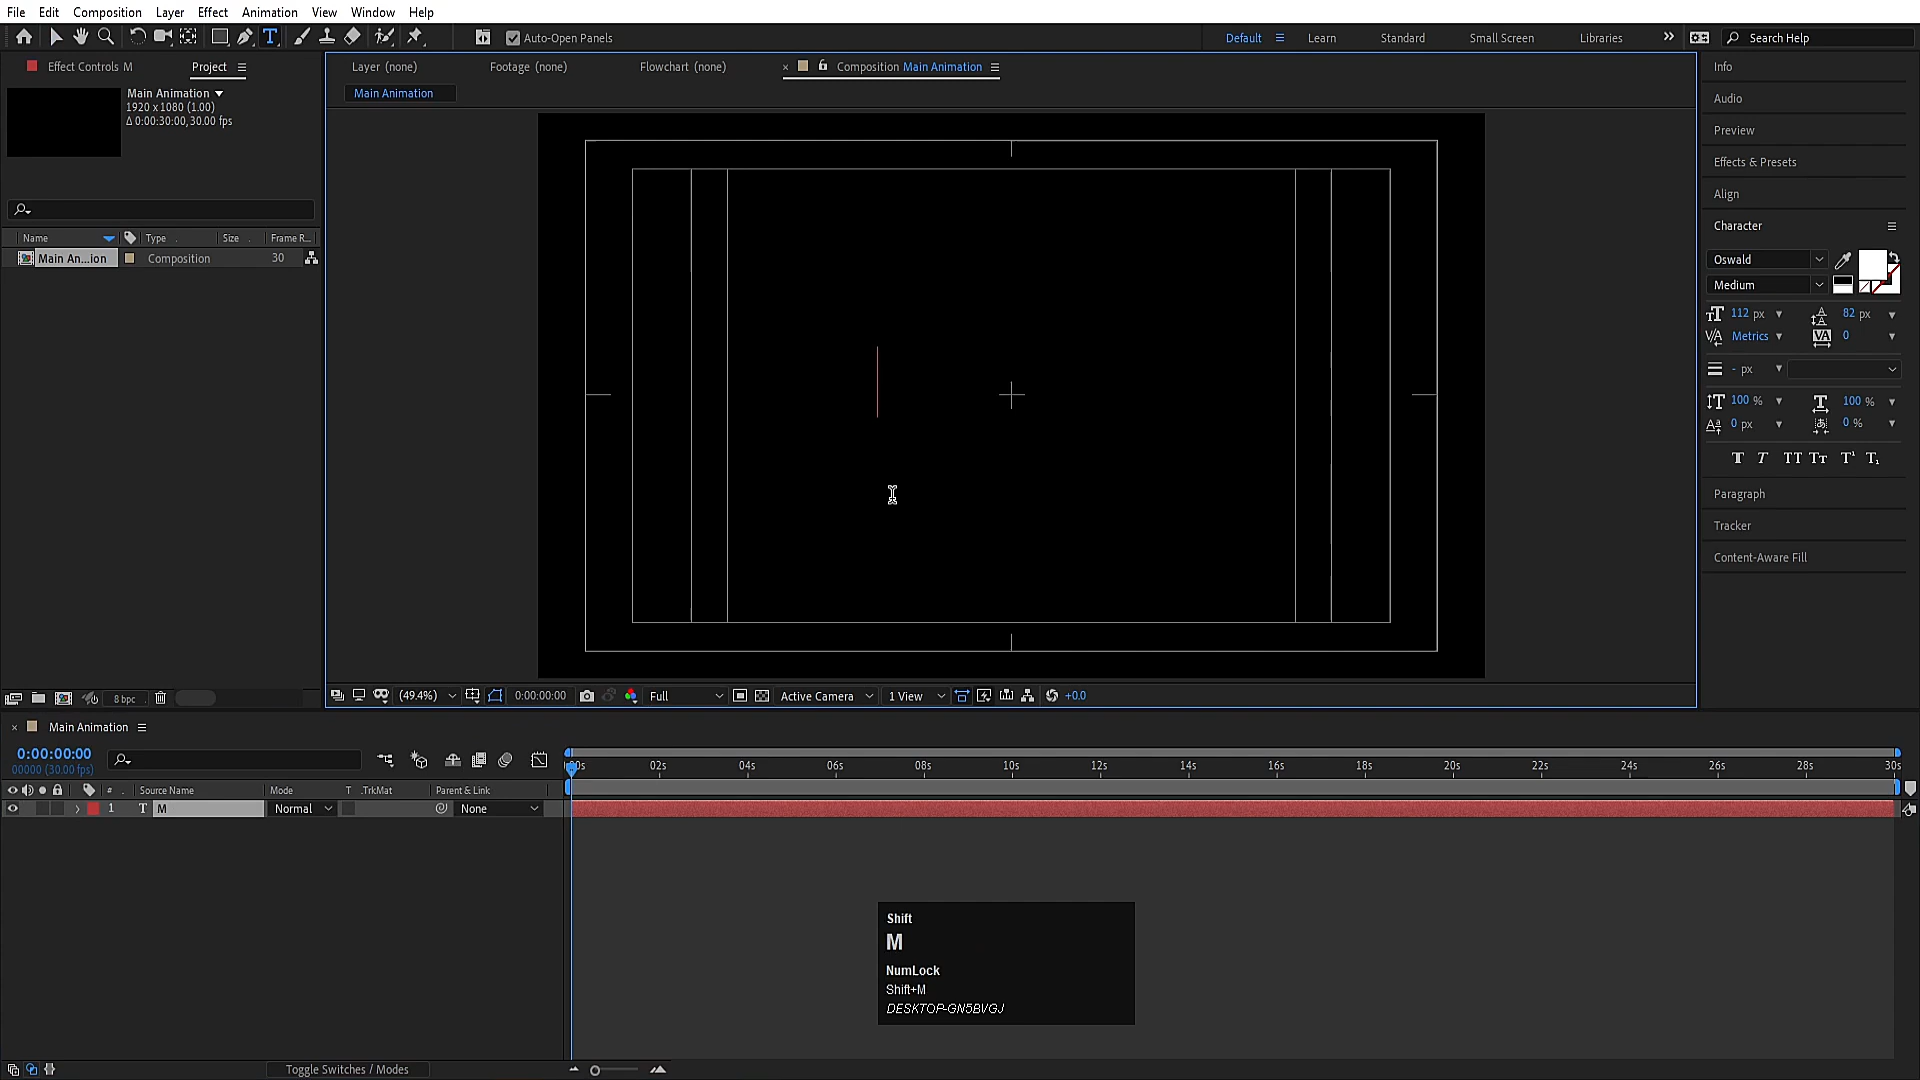 File Edit Composition Layer Effect Animation View Window Help
Auto-Open Panels
Default Learn Standard Small Screen Libraries Search Help
Effect Controls M Project
Layer (none) Footage (none) Flowchart (none) Composition Main Animation
Main Animation
Main Animation
1920 x 1080 (1.00)
Δ 0:00:30:00, 30.00 fps
Name Type Size Frame R...
Main An...ion Composition 30
Info
Audio
Preview
Effects & Presets
Align
Character
Oswald
Medium
112 px 82 px
Metrics 0
- px
100 % 100 %
0 px 0 %
T T TT Tr T¹ T₁
Paragraph
Tracker
Content-Aware Fill
8 bpc
(49.4%) 0:00:00:00 Full Active Camera 1 View +0.0
Main Animation
0:00:00:00
00000 (30.00 fps)
00s 02s 04s 06s 08s 10s 12s 14s 16s 18s 20s 22s 24s 26s 28s 30s
# Source Name Mode T .TrkMat Parent & Link
1 T M Normal None
Shift
M
NumLock
Shift+M
DESKTOP-GN5BVGJ
Toggle Switches / Modes